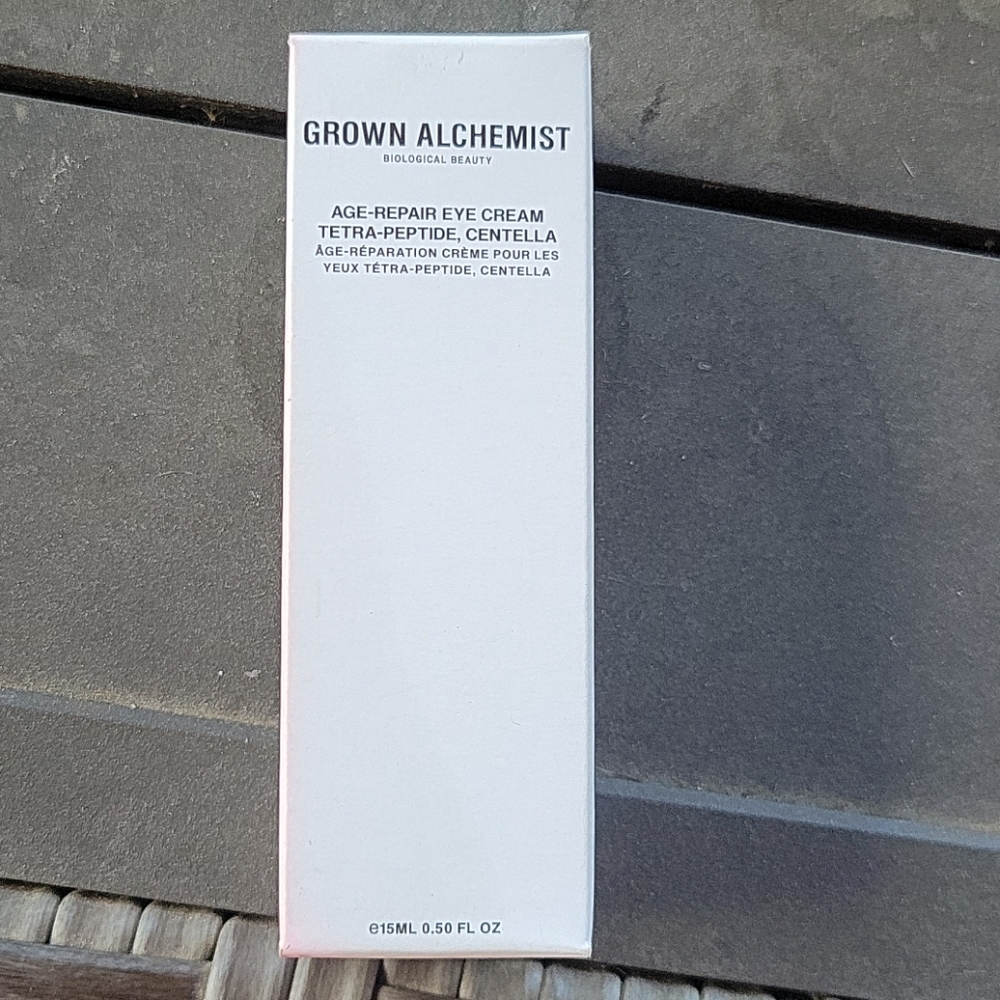 GROWN ALCHEMIST
BIOLOGICAL BEAUTY
AGE-REPAIR EYE CREAM
TETRA-PEPTIDE, CENTELLA
ÂGE-RÉPARATION CRÈME POUR LES
YEUX TÉTRA-PEPTIDE, CENTELLA
℮15ML 0.50 FL OZ